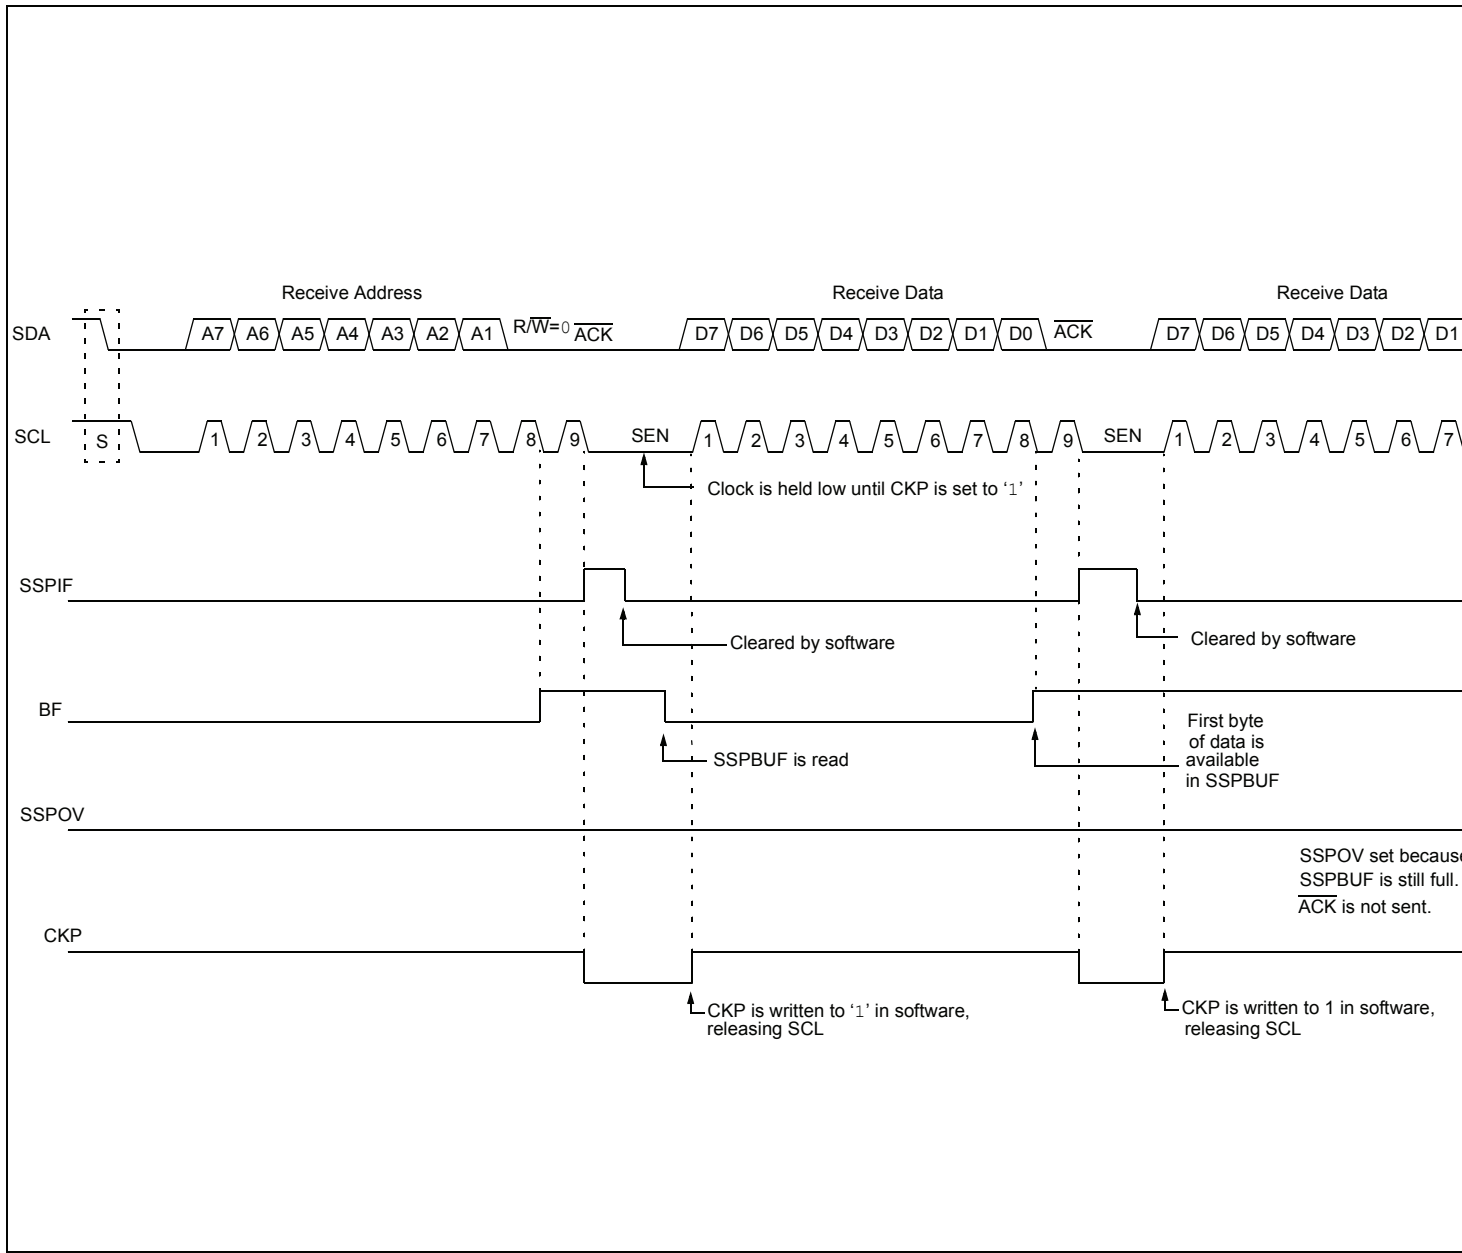 Receive Address Receive Data Receive Data
SDA A7 A6 A5 A4 A3 A2 A1 R/W̅=0 A̅C̅K̅ D7 D6 D5 D4 D3 D2 D1 D0 A̅C̅K̅ D7 D6 D5 D4 D3 D2 D1
SCL S 1 2 3 4 5 6 7 8 9 SEN 1 2 3 4 5 6 7 8 9 SEN 1 2 3 4 5 6 7
Clock is held low until CKP is set to ‘1’
SSPIF
Cleared by software
Cleared by software
BF
SSPBUF is read
First byte
of data is
available
in SSPBUF
SSPOV
SSPOV set because
SSPBUF is still full.
A̅C̅K̅ is not sent.
CKP
CKP is written to ‘1’ in software,
releasing SCL
CKP is written to 1 in software,
releasing SCL